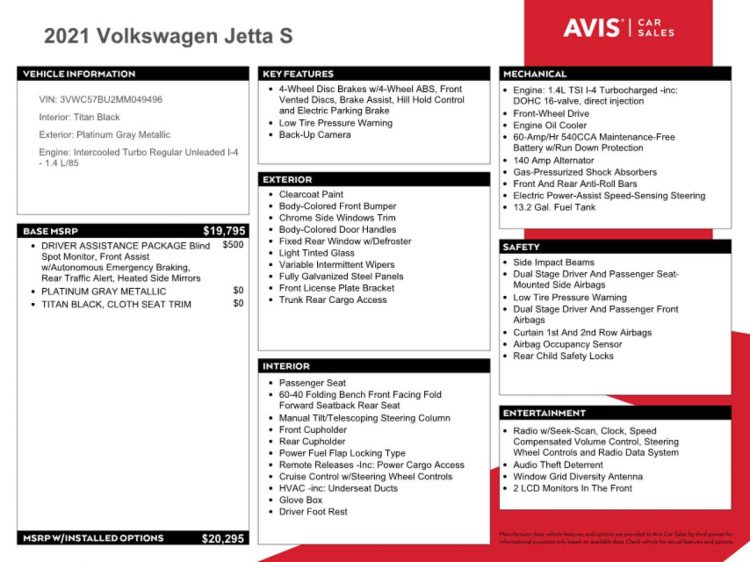 2021 Volkswagen Jetta S
AVIS® | CAR SALES
VEHICLE INFORMATION
VIN: 3VWC57BU2MM049496
Interior: Titan Black
Exterior: Platinum Gray Metallic
Engine: Intercooled Turbo Regular Unleaded I-4
- 1.4 L/85
BASE MSRP $19,795
• DRIVER ASSISTANCE PACKAGE Blind $500
Spot Monitor, Front Assist
w/Autonomous Emergency Braking,
Rear Traffic Alert, Heated Side Mirrors
• PLATINUM GRAY METALLIC $0
• TITAN BLACK, CLOTH SEAT TRIM $0
MSRP W/INSTALLED OPTIONS $20,295
KEY FEATURES
• 4-Wheel Disc Brakes w/4-Wheel ABS, Front
Vented Discs, Brake Assist, Hill Hold Control
and Electric Parking Brake
• Low Tire Pressure Warning
• Back-Up Camera
EXTERIOR
• Clearcoat Paint
• Body-Colored Front Bumper
• Chrome Side Windows Trim
• Body-Colored Door Handles
• Fixed Rear Window w/Defroster
• Light Tinted Glass
• Variable Intermittent Wipers
• Fully Galvanized Steel Panels
• Front License Plate Bracket
• Trunk Rear Cargo Access
INTERIOR
• Passenger Seat
• 60-40 Folding Bench Front Facing Fold
Forward Seatback Rear Seat
• Manual Tilt/Telescoping Steering Column
• Front Cupholder
• Rear Cupholder
• Power Fuel Flap Locking Type
• Remote Releases -Inc: Power Cargo Access
• Cruise Control w/Steering Wheel Controls
• HVAC -inc: Underseat Ducts
• Glove Box
• Driver Foot Rest
MECHANICAL
• Engine: 1.4L TSI I-4 Turbocharged -inc:
DOHC 16-valve, direct injection
• Front-Wheel Drive
• Engine Oil Cooler
• 60-Amp/Hr 540CCA Maintenance-Free
Battery w/Run Down Protection
• 140 Amp Alternator
• Gas-Pressurized Shock Absorbers
• Front And Rear Anti-Roll Bars
• Electric Power-Assist Speed-Sensing Steering
• 13.2 Gal. Fuel Tank
SAFETY
• Side Impact Beams
• Dual Stage Driver And Passenger Seat-
Mounted Side Airbags
• Low Tire Pressure Warning
• Dual Stage Driver And Passenger Front
Airbags
• Curtain 1st And 2nd Row Airbags
• Airbag Occupancy Sensor
• Rear Child Safety Locks
ENTERTAINMENT
• Radio w/Seek-Scan, Clock, Speed
Compensated Volume Control, Steering
Wheel Controls and Radio Data System
• Audio Theft Deterrent
• Window Grid Diversity Antenna
• 2 LCD Monitors In The Front
Manufacturer data, vehicle features, and options are provided to Avis Car Sales by third parties for
informational purposes only based on available data. Check vehicle for actual features and options.